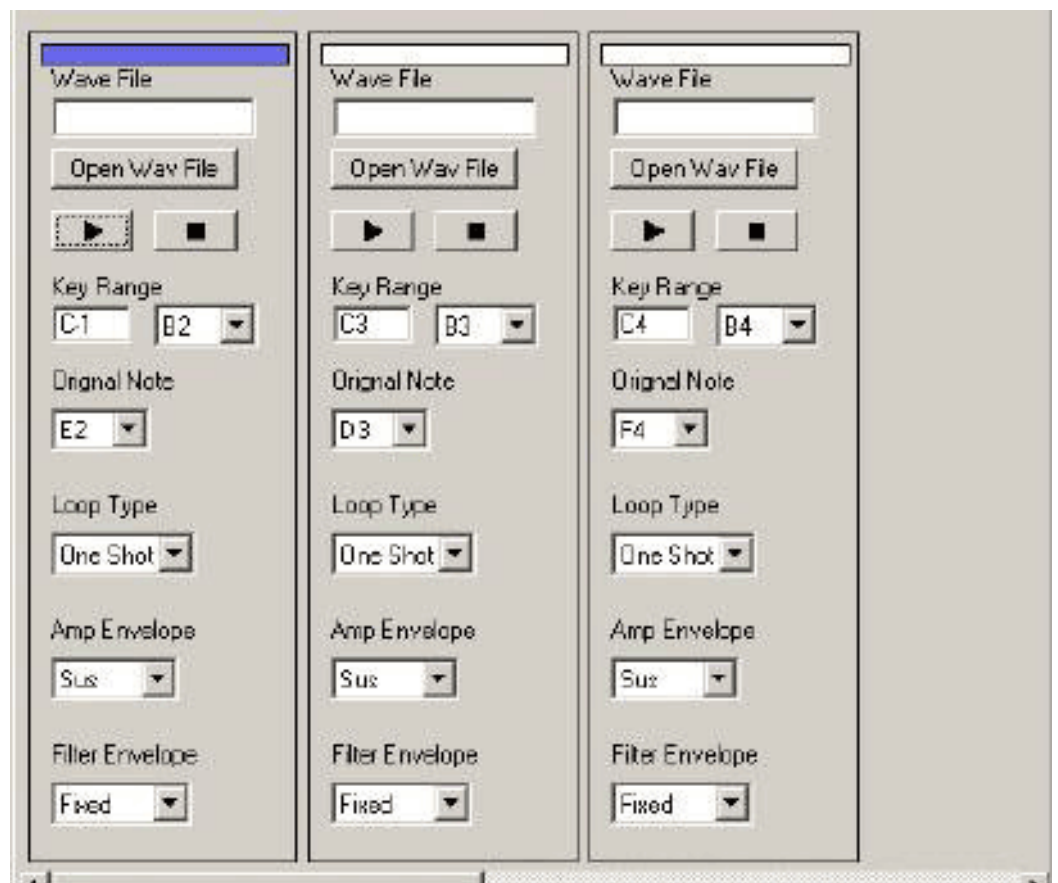 Wave File
Open Wav File
Key Range
C-1 B2
Orignal Note
E2
Loop Type
One Shot
Amp Envelope
Sus
Filter Envelope
Fixed
Wave File
Open Wav File
Key Range
C3 B3
Orignal Note
D3
Loop Type
One Shot
Amp Envelope
Sus
Filter Envelope
Fixed
Wave File
Open Wav File
Key Range
C4 B4
Orignal Note
F4
Loop Type
One Shot
Amp Envelope
Sus
Filter Envelope
Fixed